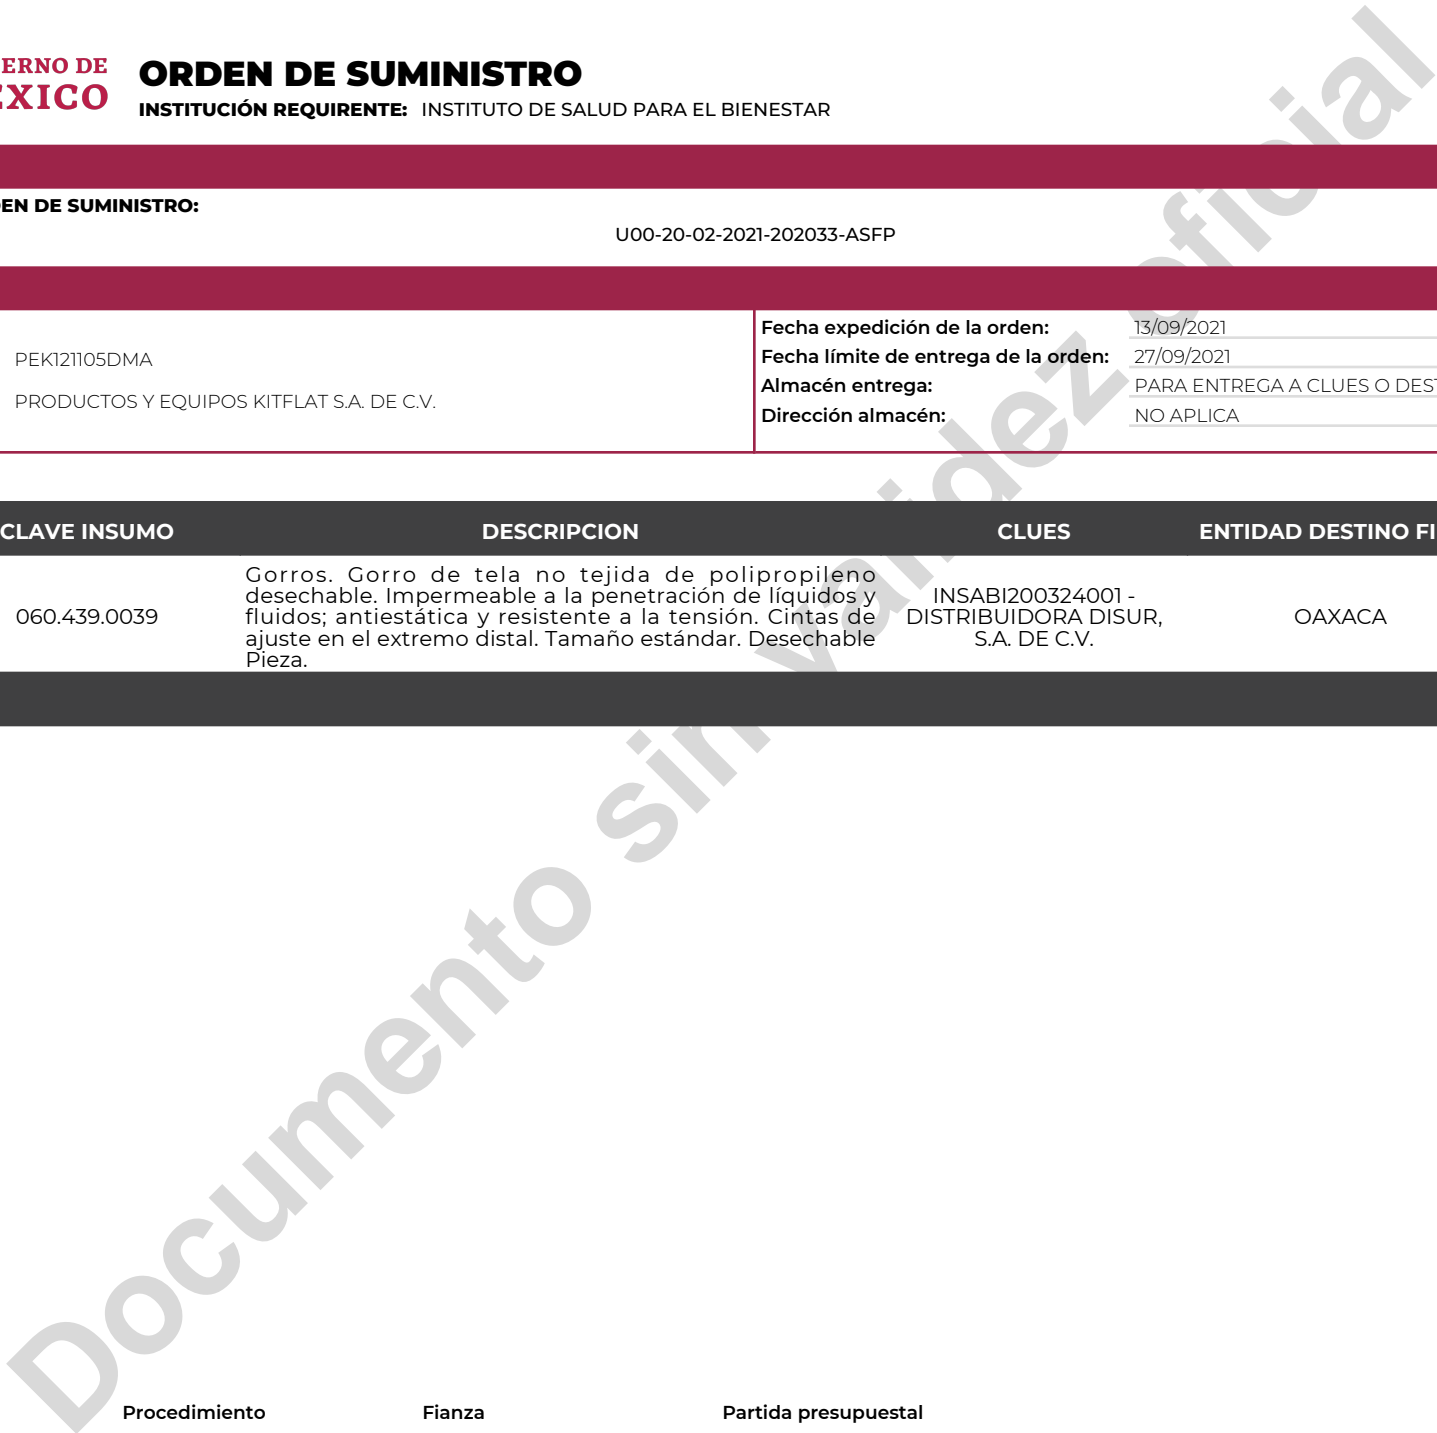 ERNO DE
EXICO
ORDEN DE SUMINISTRO
INSTITUCIÓN REQUIRENTE: INSTITUTO DE SALUD PARA EL BIENESTAR
EN DE SUMINISTRO:
U00-20-02-2021-202033-ASFP
PEK121105DMA
PRODUCTOS Y EQUIPOS KITFLAT S.A. DE C.V.
Fecha expedición de la orden: 13/09/2021
Fecha límite de entrega de la orden: 27/09/2021
Almacén entrega: PARA ENTREGA A CLUES O DEST
Dirección almacén: NO APLICA
CLAVE INSUMO DESCRIPCION CLUES ENTIDAD DESTINO FI
060.439.0039
Gorros. Gorro de tela no tejida de polipropileno
desechable. Impermeable a la penetración de líquidos y
fluidos; antiestática y resistente a la tensión. Cintas de
ajuste en el extremo distal. Tamaño estándar. Desechable
Pieza.
INSABI200324001 -
DISTRIBUIDORA DISUR,
S.A. DE C.V.
OAXACA
Documento sin validez oficial
Procedimiento Fianza Partida presupuestal